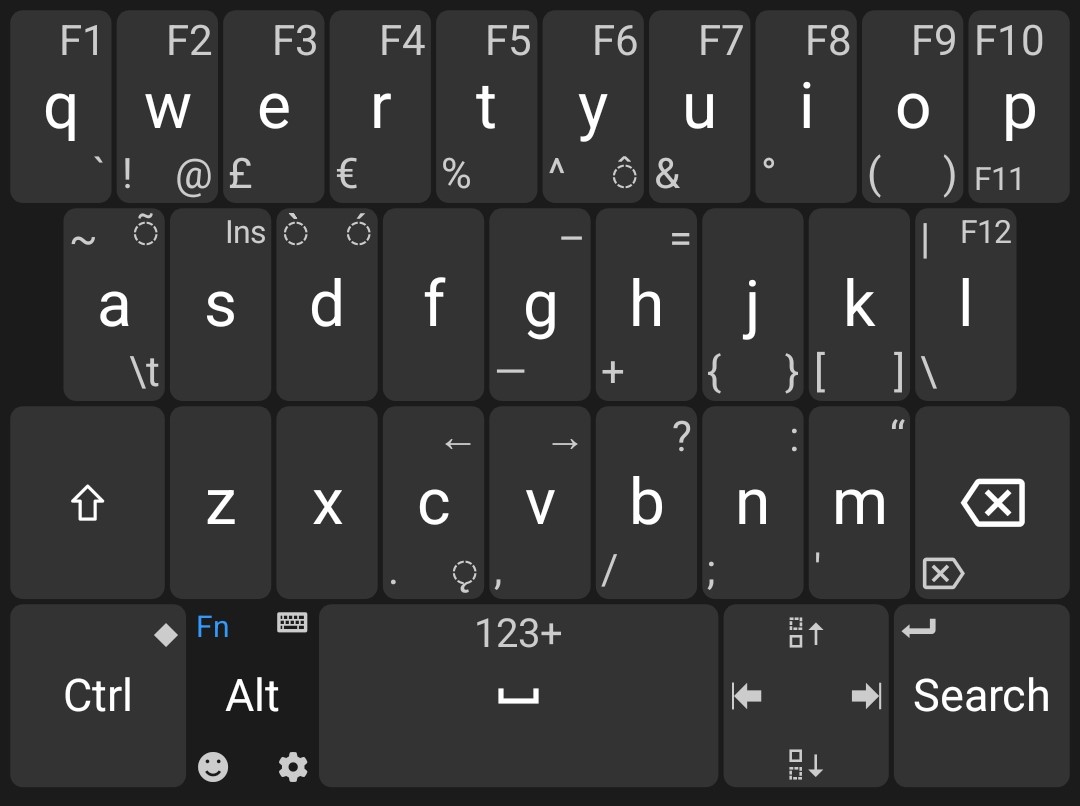 F1 F2 F3 F4 F5 F6 F7 F8 F9 F10
q w e r t y u i o p
` ! @ £ € % ^ ◌̂ & ° ( ) F11
~ ◌̃ Ins ◌̀ ◌́ – = | F12
a s d f g h j k l
\t — + { } [ ] \
← → ? : “
z x c v b n m
. ◌̨ , / ; '
Fn 123+
Ctrl Alt Search